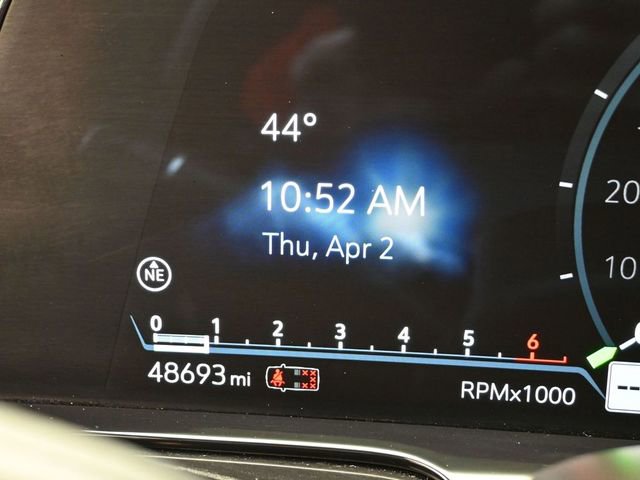 44°
10:52 AM
Thu, Apr 2
NE
20
10
0 1 2 3 4 5 6
48693 mi
RPMx1000
--